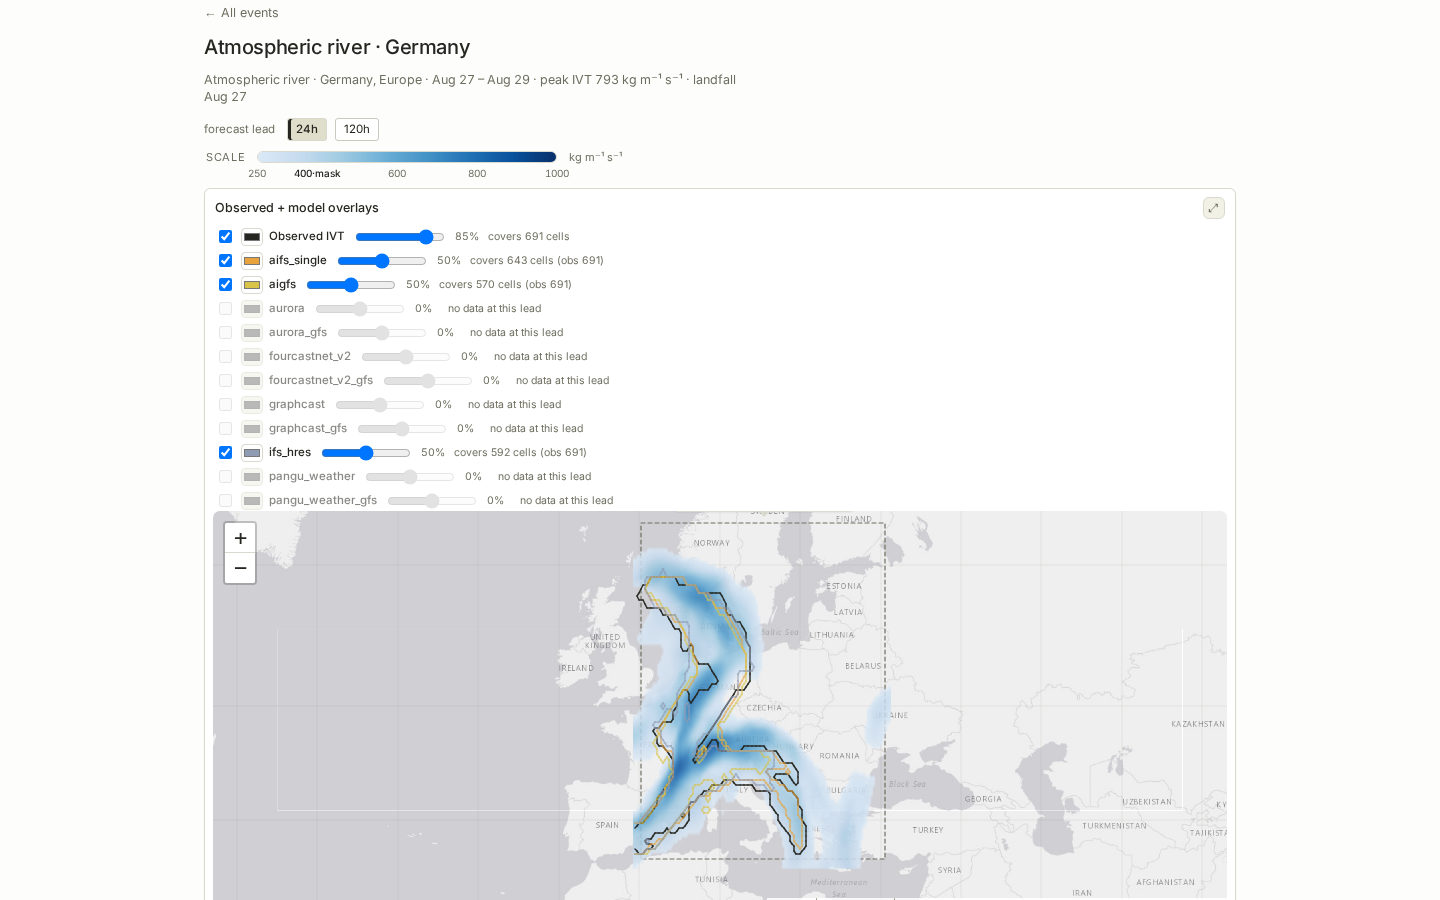 ← All events
Atmospheric river · Germany
Atmospheric river · Germany, Europe · Aug 27 – Aug 29 · peak IVT 793 kg m⁻¹ s⁻¹ · landfall
Aug 27
forecast lead 24h 120h
SCALE kg m⁻¹ s⁻¹
250 400·mask 600 800 1000
Observed + model overlays
Observed IVT 85% covers 691 cells
aifs_single 50% covers 643 cells (obs 691)
aigfs 50% covers 570 cells (obs 691)
aurora 0% no data at this lead
aurora_gfs 0% no data at this lead
fourcastnet_v2 0% no data at this lead
fourcastnet_v2_gfs 0% no data at this lead
graphcast 0% no data at this lead
graphcast_gfs 0% no data at this lead
ifs_hres 50% covers 592 cells (obs 691)
pangu_weather 0% no data at this lead
pangu_weather_gfs 0% no data at this lead
+
−
FINLAND
NORWAY
ESTONIA
LATVIA
UNITED
KINGDOM
Baltic Sea
LITHUANIA
IRELAND
BELARUS
CZECHIA
KAZAKHSTAN
ROMANIA
Black Sea
GEORGIA
UZBEKISTAN
SPAIN
TURKEY
TURKMENISTAN
SYRIA
TUNISIA
Mediterranean
Sea
AFGHANISTAN
IRAN